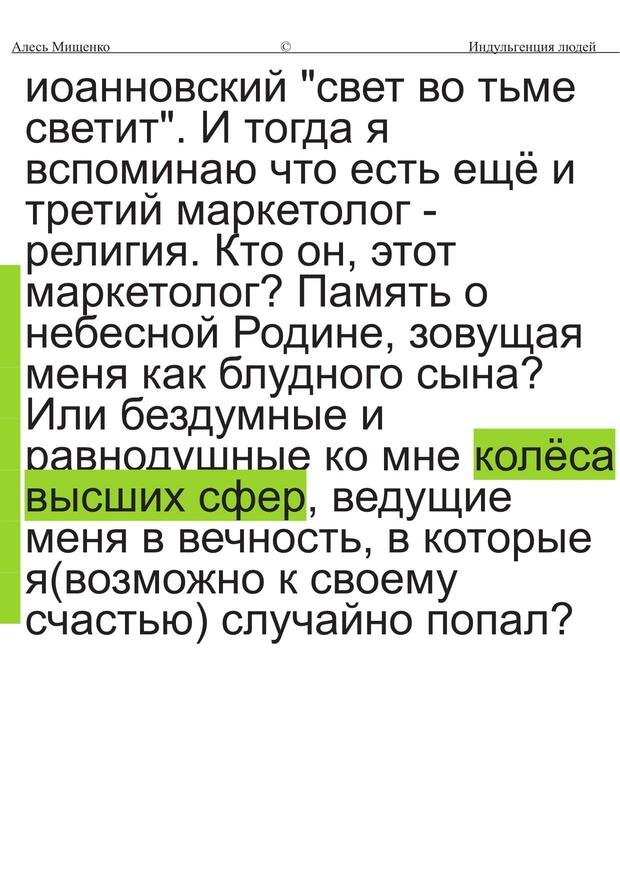 Алесь Мищенко © Индульгенция людей
иоанновский "свет во тьме
светит". И тогда я
вспоминаю что есть ещё и
третий маркетолог -
религия. Кто он, этот
маркетолог? Память о
небесной Родине, зовущая
меня как блудного сына?
Или бездумные и
равнодушные ко мне колёса
высших сфер, ведущие
меня в вечность, в которые
я(возможно к своему
счастью) случайно попал?